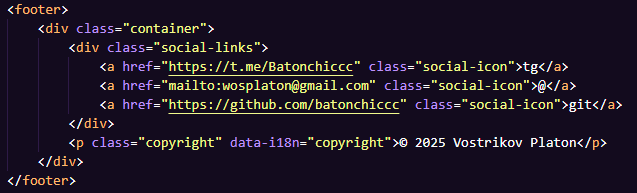 <footer>
<div class="container">
<div class="social-links">
<a href="https://t.me/Batonchiccc" class="social-icon">tg</a>
<a href="mailto:wosplaton@gmail.com" class="social-icon">@</a>
<a href="https://github.com/batonchiccc" class="social-icon">git</a>
</div>
<p class="copyright" data-i18n="copyright">© 2025 Vostrikov Platon</p>
</div>
</footer>